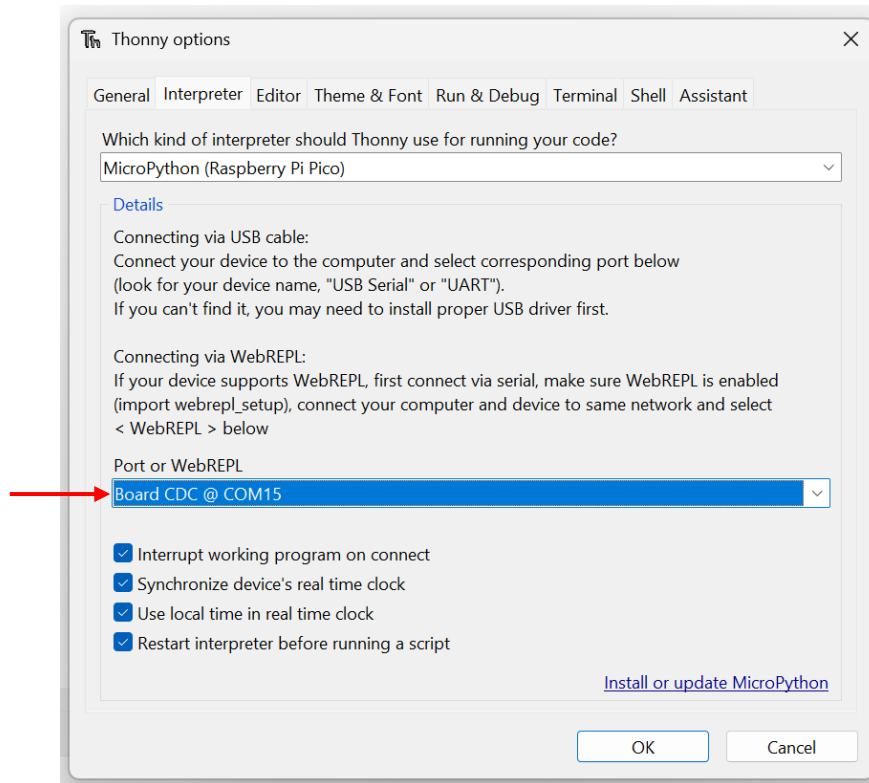 Thonny options
General Interpreter Editor Theme & Font Run & Debug Terminal Shell Assistant
Which kind of interpreter should Thonny use for running your code?
MicroPython (Raspberry Pi Pico)
Details
Connecting via USB cable:
Connect your device to the computer and select corresponding port below
(look for your device name, "USB Serial" or "UART").
If you can't find it, you may need to install proper USB driver first.
Connecting via WebREPL:
If your device supports WebREPL, first connect via serial, make sure WebREPL is enabled
(import webrepl_setup), connect your computer and device to same network and select
< WebREPL > below
Port or WebREPL
Board CDC @ COM15
Interrupt working program on connect
Synchronize device's real time clock
Use local time in real time clock
Restart interpreter before running a script
Install or update MicroPython
OK Cancel